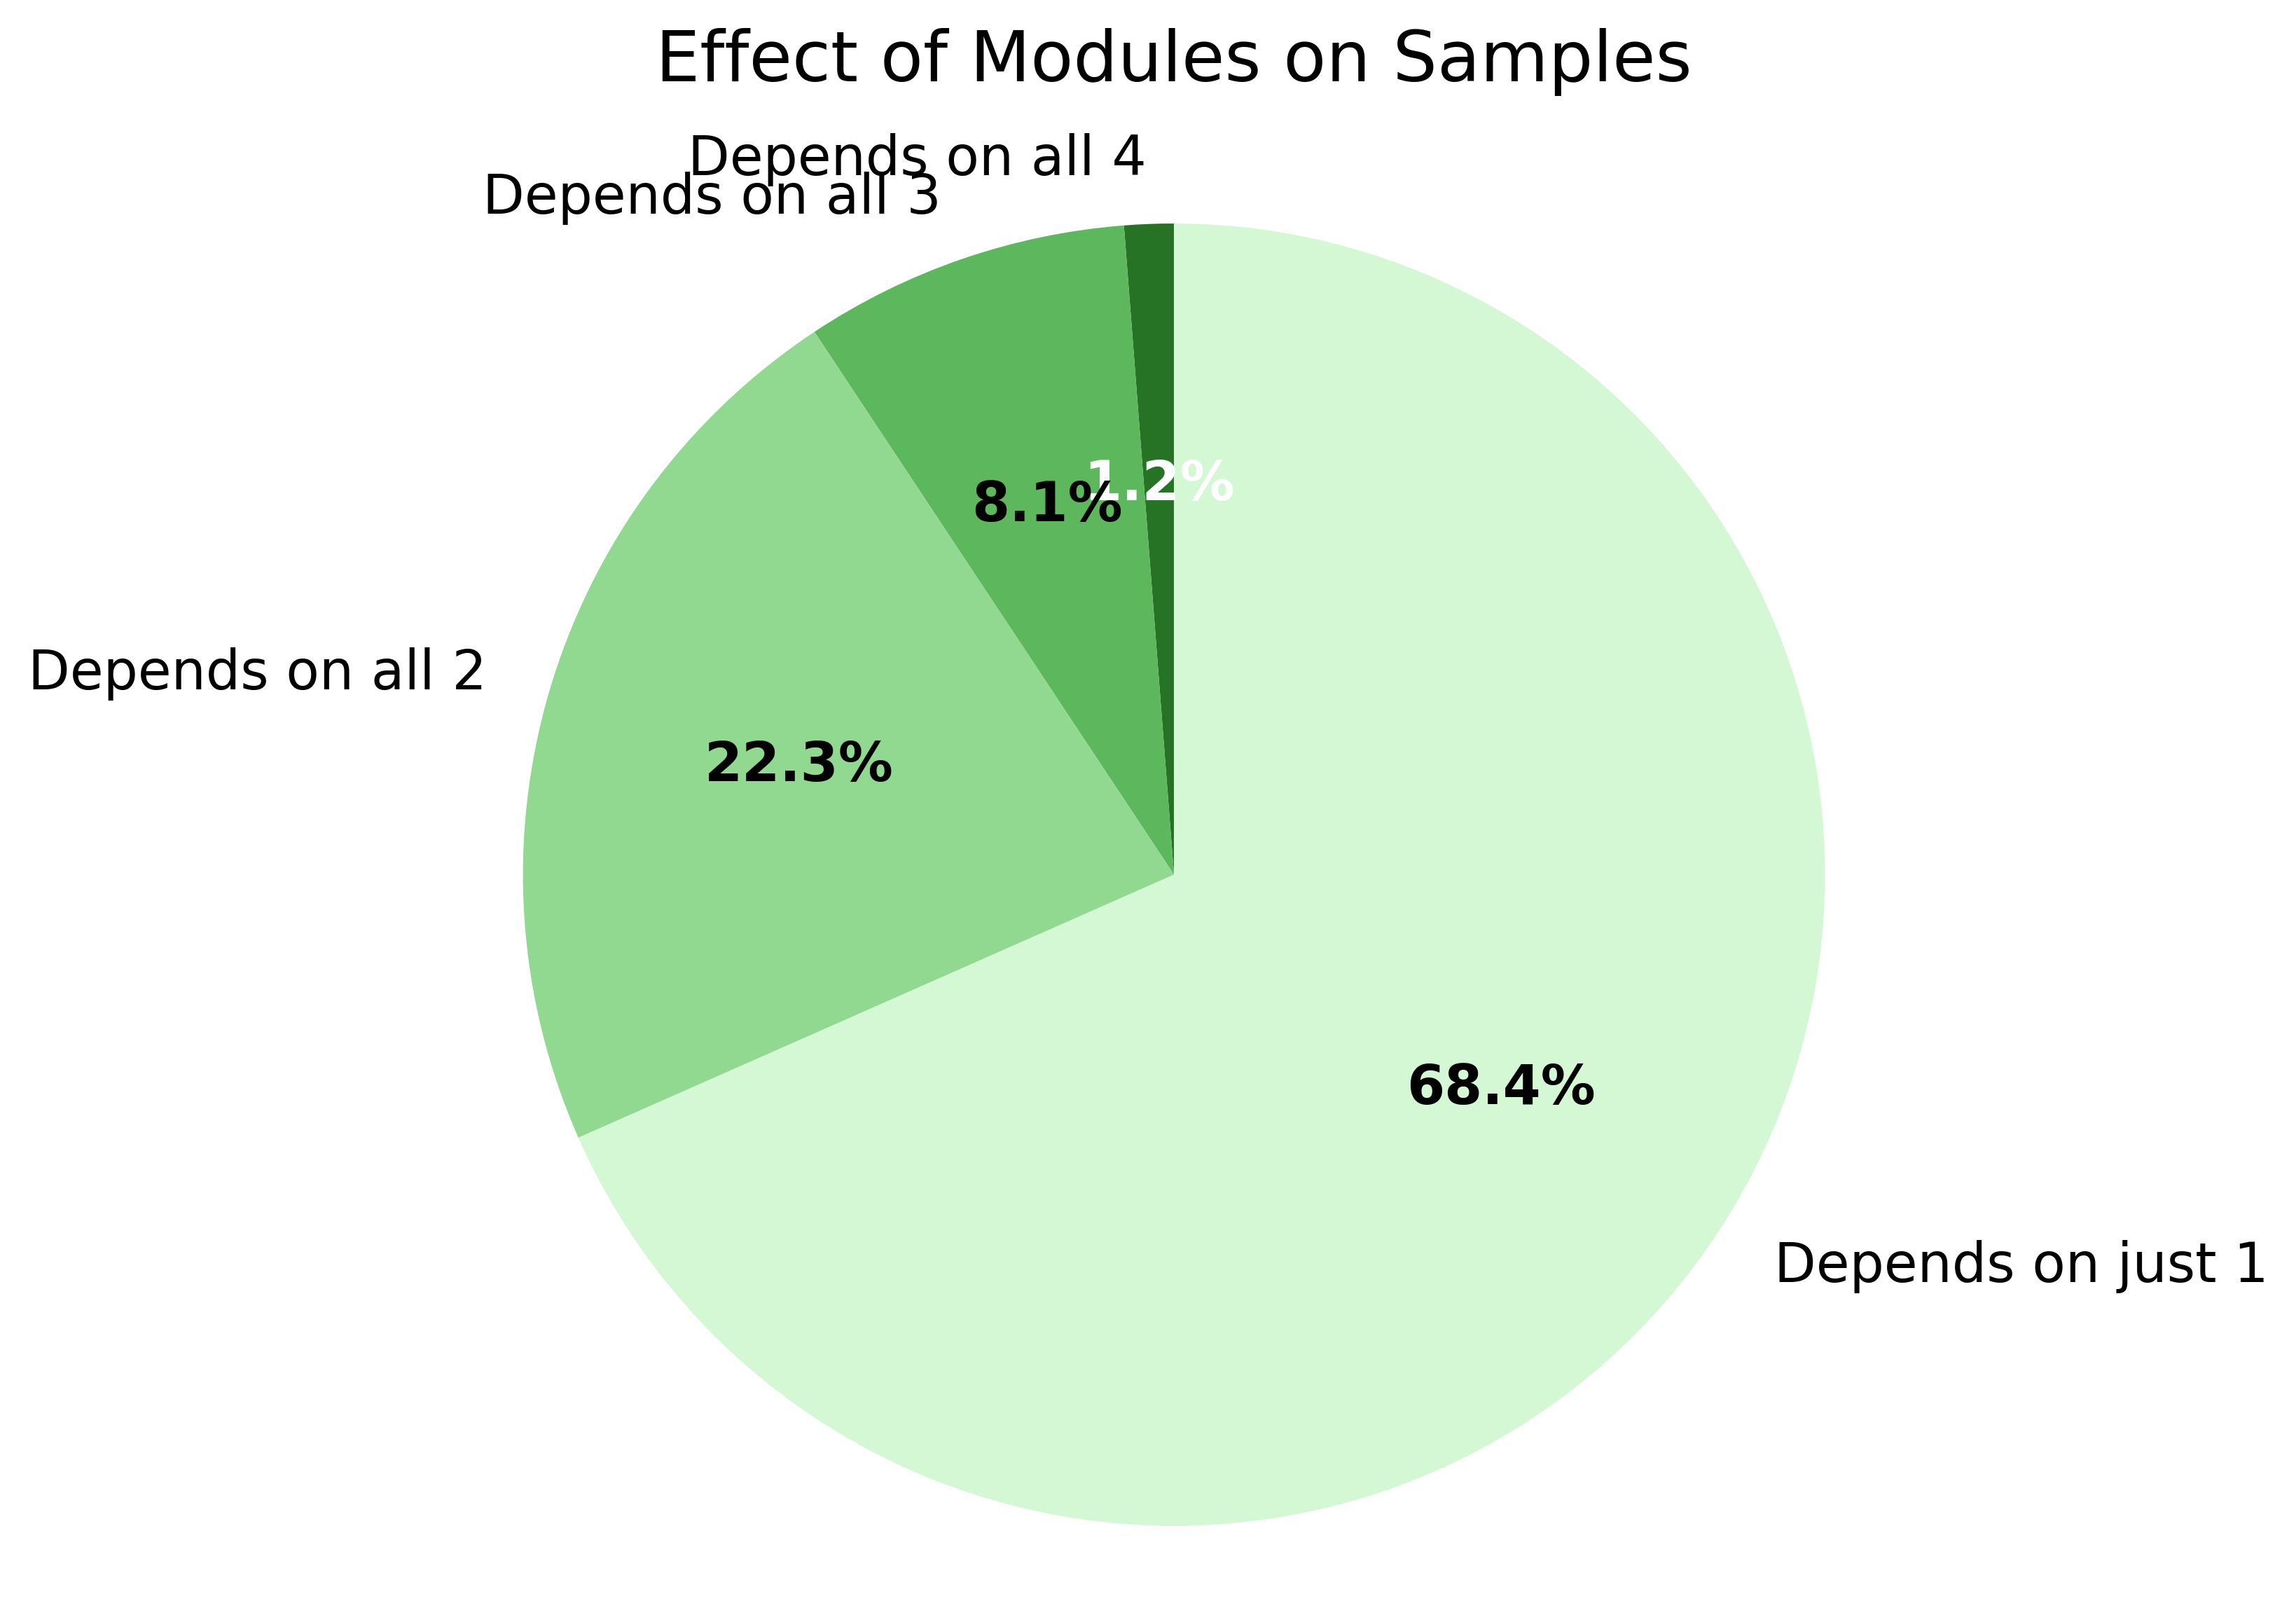 Effect of Modules on Samples
Depends on all 4
Depends on all 3
1.2%
8.1%
Depends on all 2
22.3%
68.4%
Depends on just 1